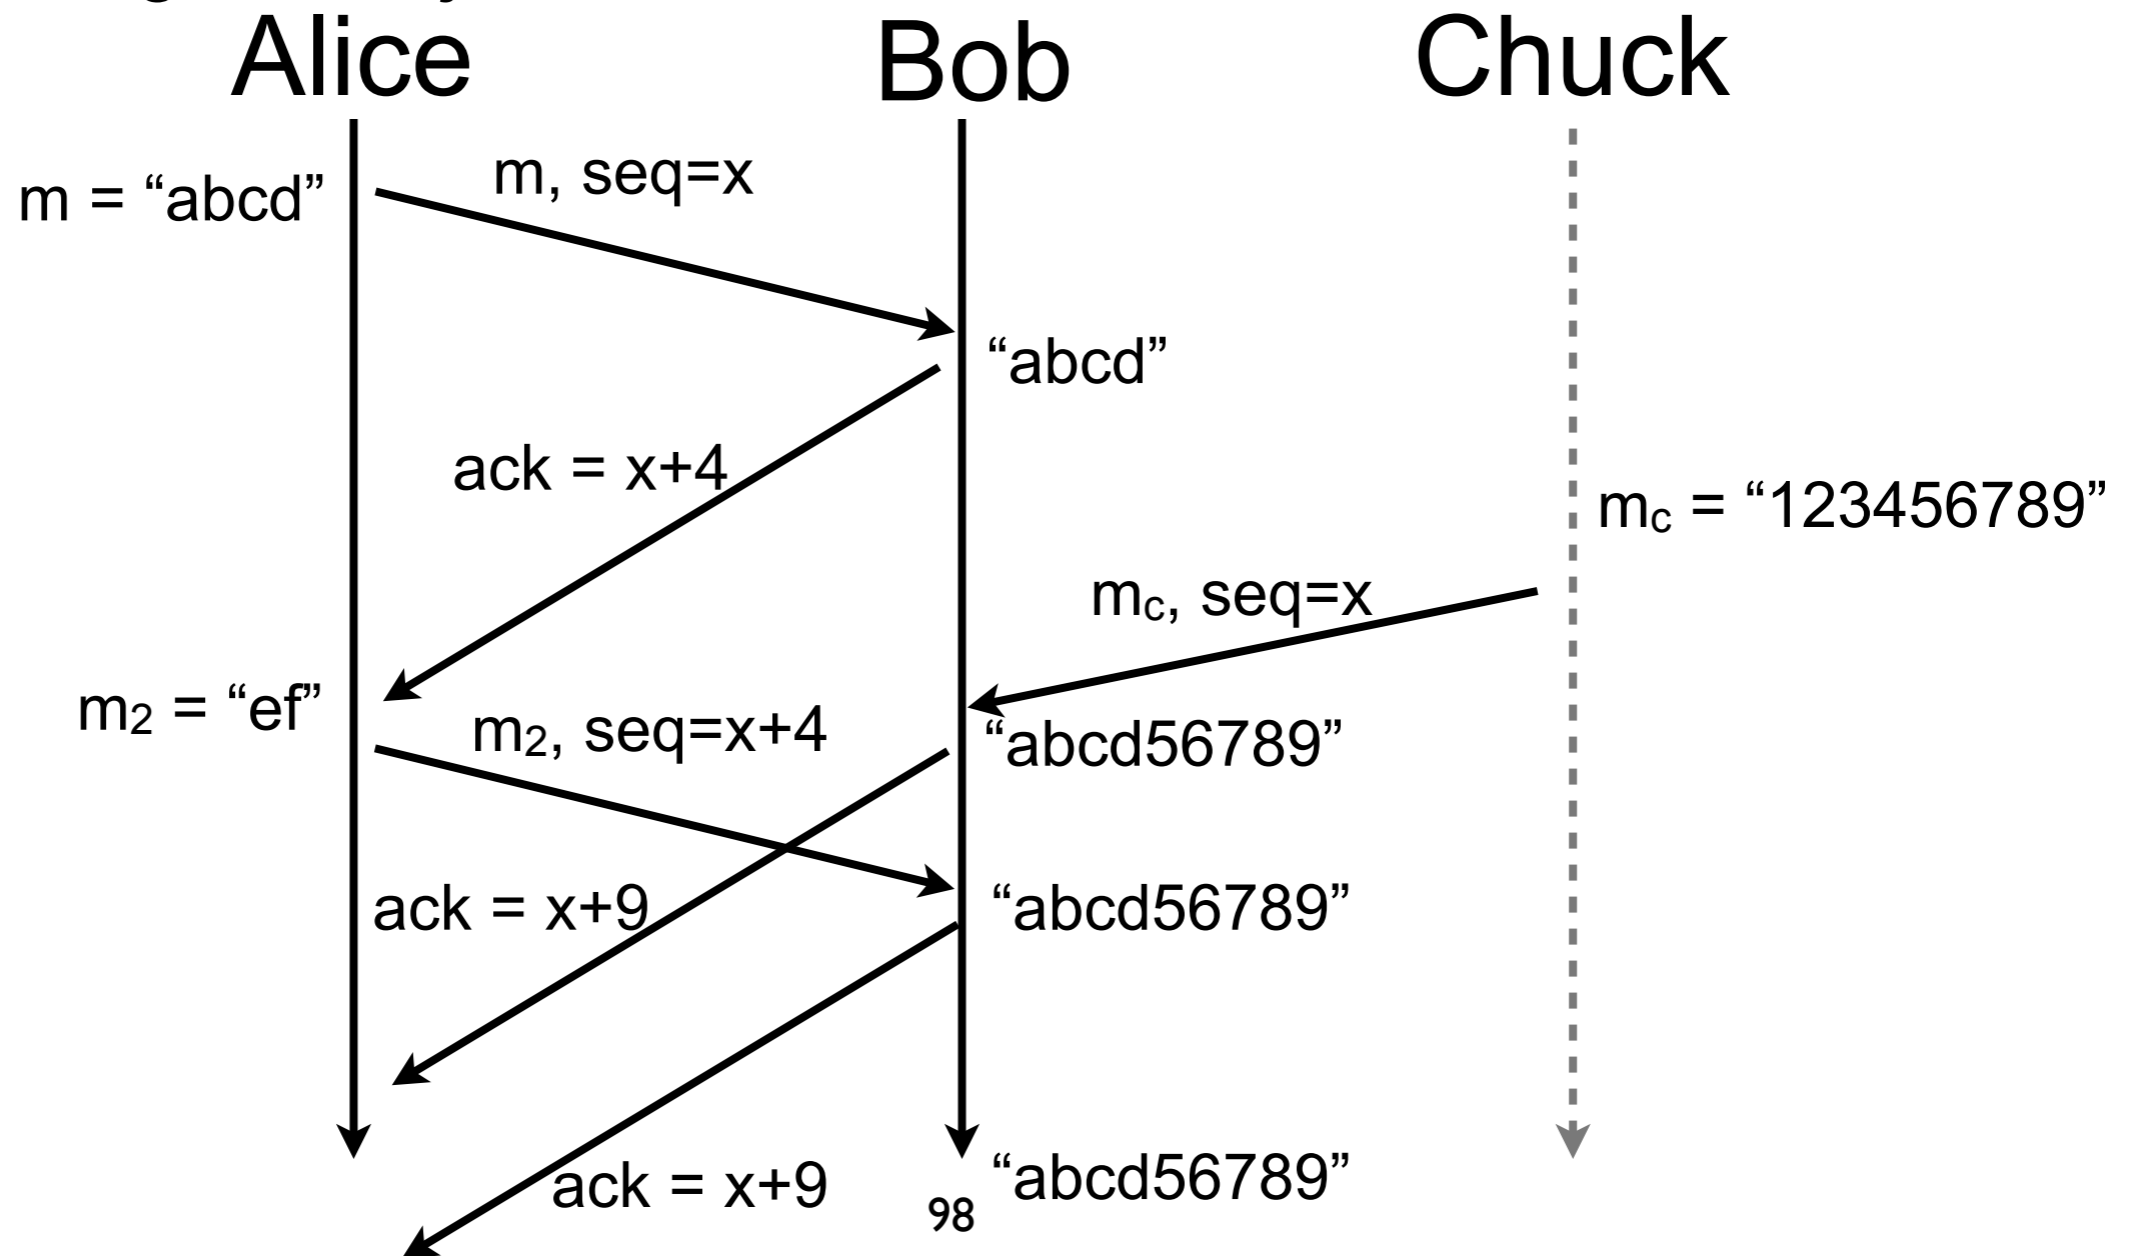 Alice Bob Chuck
m, seq=x
m = “abcd”
“abcd”
ack = x+4
mc = “123456789”
mc, seq=x
m2 = “ef”
m2, seq=x+4
“abcd56789”
ack = x+9
“abcd56789”
ack = x+9
“abcd56789”
98